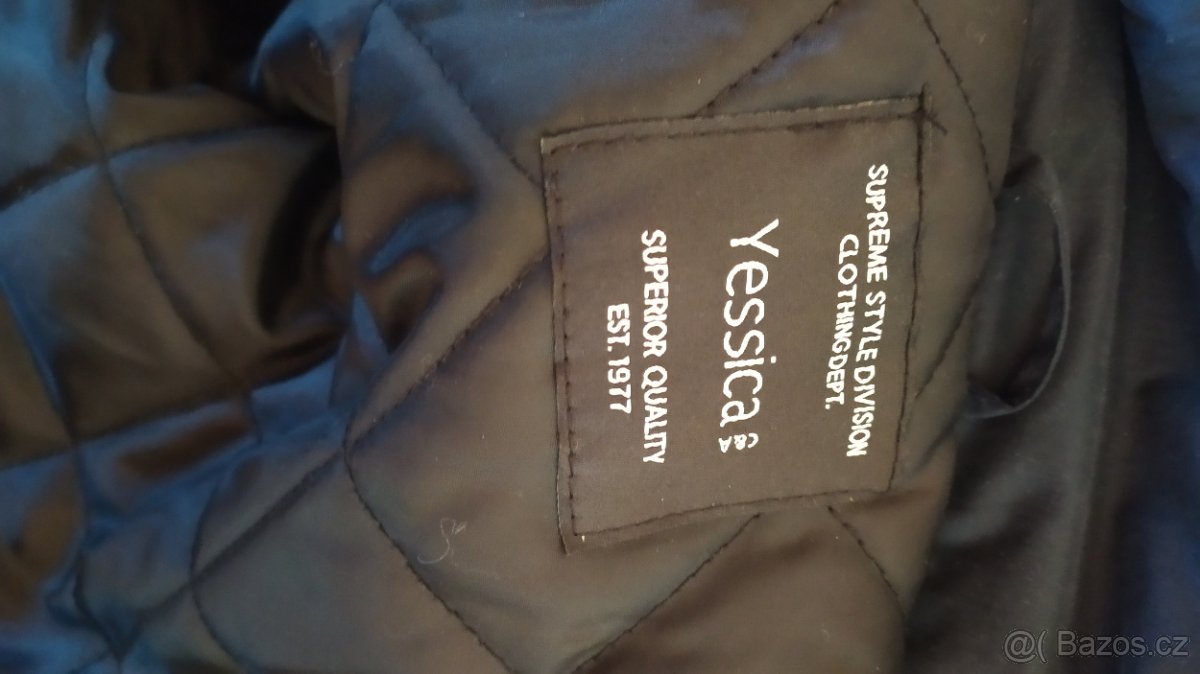 SUPREME STYLE DIVISION
CLOTHING DEPT.
Yessica C&A
SUPERIOR QUALITY
EST. 1977
@( Bazos.cz